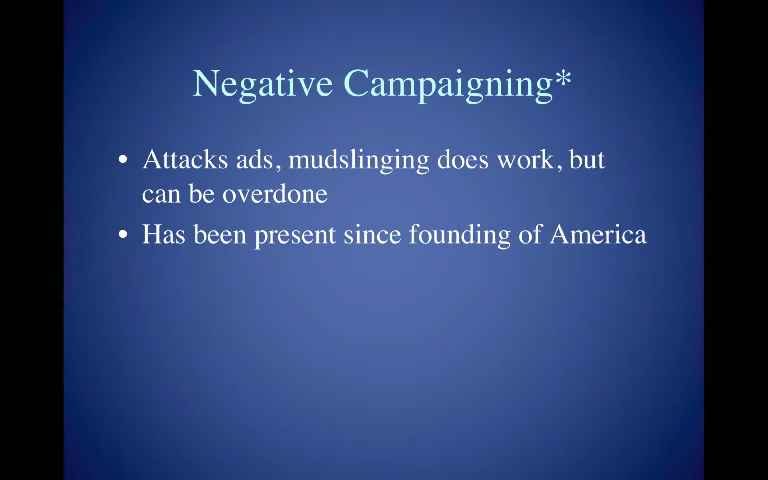 Negative Campaigning*
• Attacks ads, mudslinging does work, but
can be overdone
• Has been present since founding of America